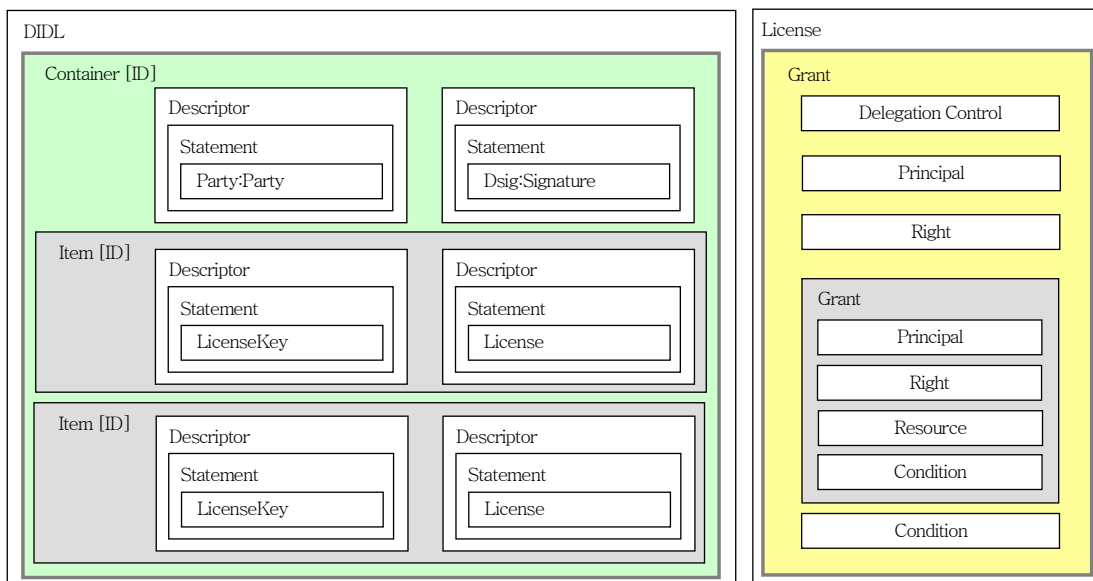 DIDL
Container [ID]
Descriptor
Statement
Party:Party
Descriptor
Statement
Dsig:Signature
Item [ID]
Descriptor
Statement
LicenseKey
Descriptor
Statement
License
Item [ID]
Descriptor
Statement
LicenseKey
Descriptor
Statement
License
License
Grant
Delegation Control
Principal
Right
Grant
Principal
Right
Resource
Condition
Condition